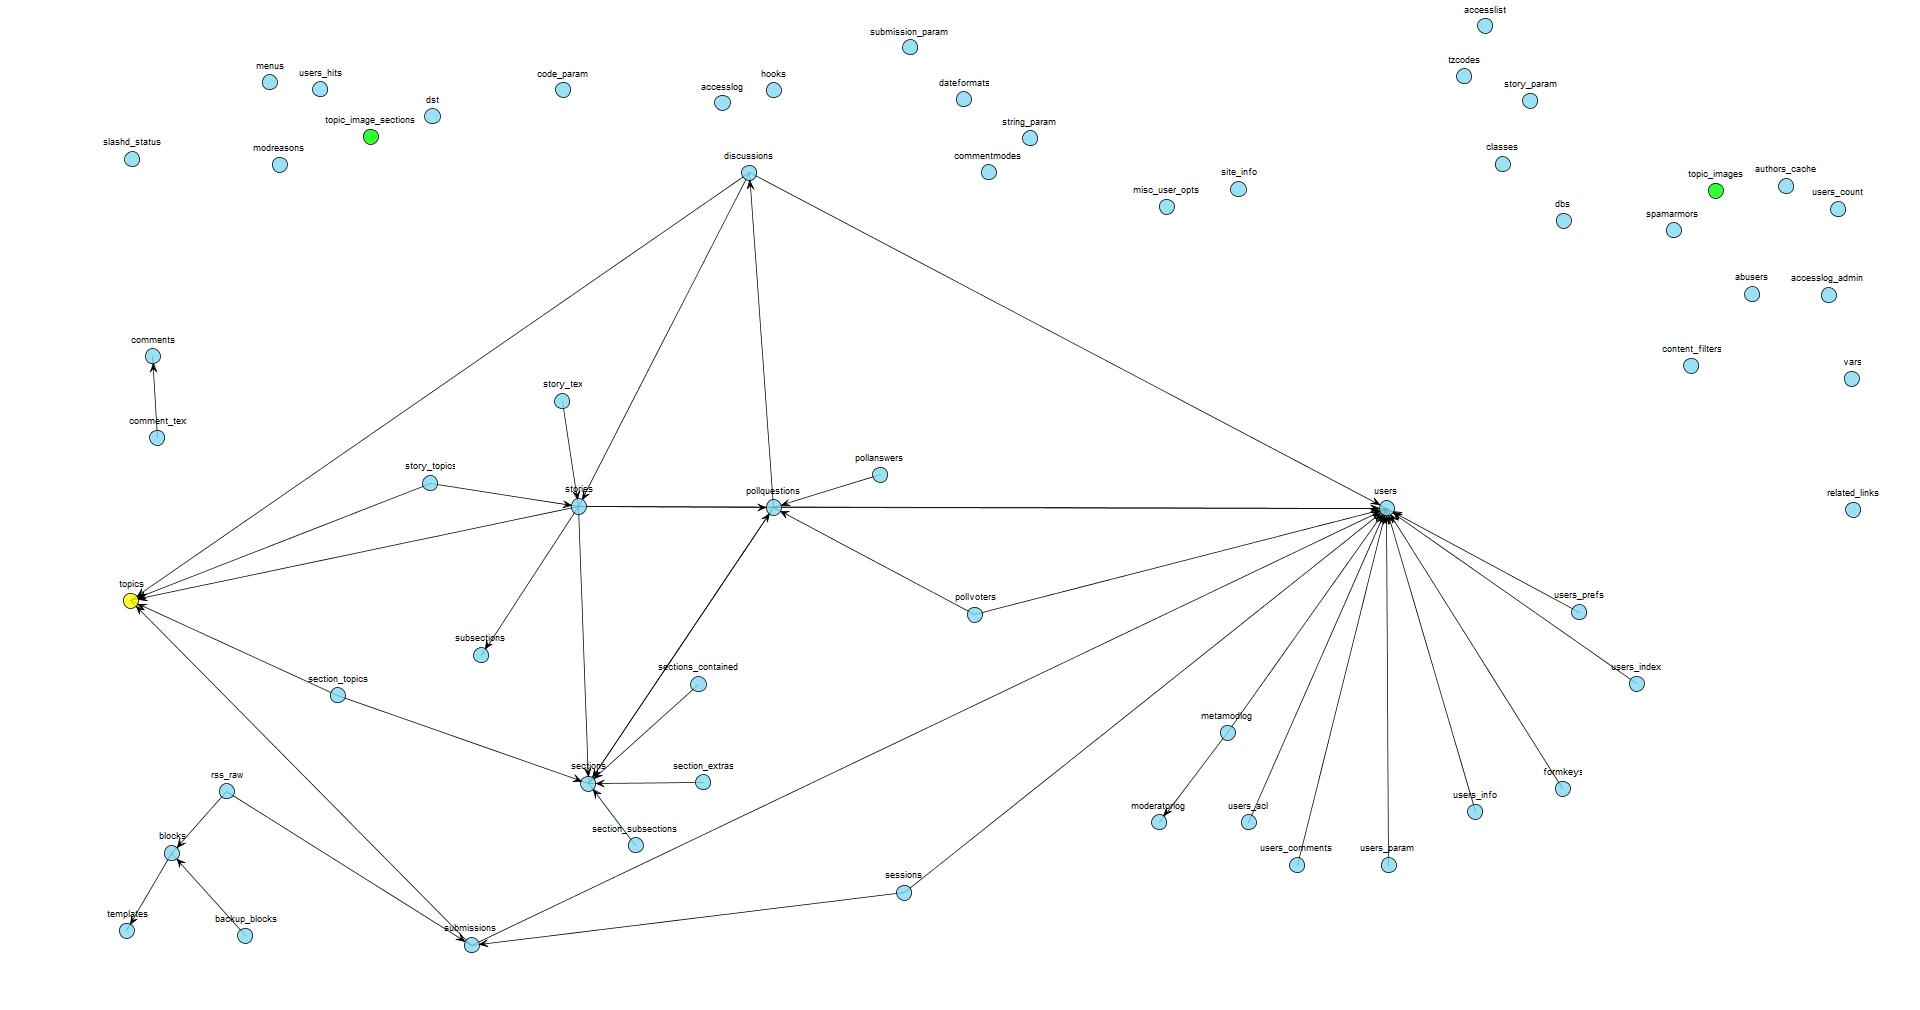 accesslist
submission_param
tzcodes
menus
users_hits
code_param
hooks
accesslog
dateformats
story_param
dst
topic_image_sections
string_param
slashd_status
modreasons
discussions
commentmodes
classes
site_info
misc_user_opts
topic_images
authors_cache
users_count
dbs
spamarmors
abusers
accesslog_admin
comments
content_filters
vars
story_tex
comment_tex
story_topics
pollanswers
stories
pollquestions
users
related_links
topics
pollvoters
users_prefs
subsections
sections_contained
users_index
section_topics
metamodlog
sections
section_extras
rss_raw
formkeys
users_info
moderatorlog
users_acl
blocks
section_subsections
users_comments
users_param
sessions
templates
backup_blocks
submissions